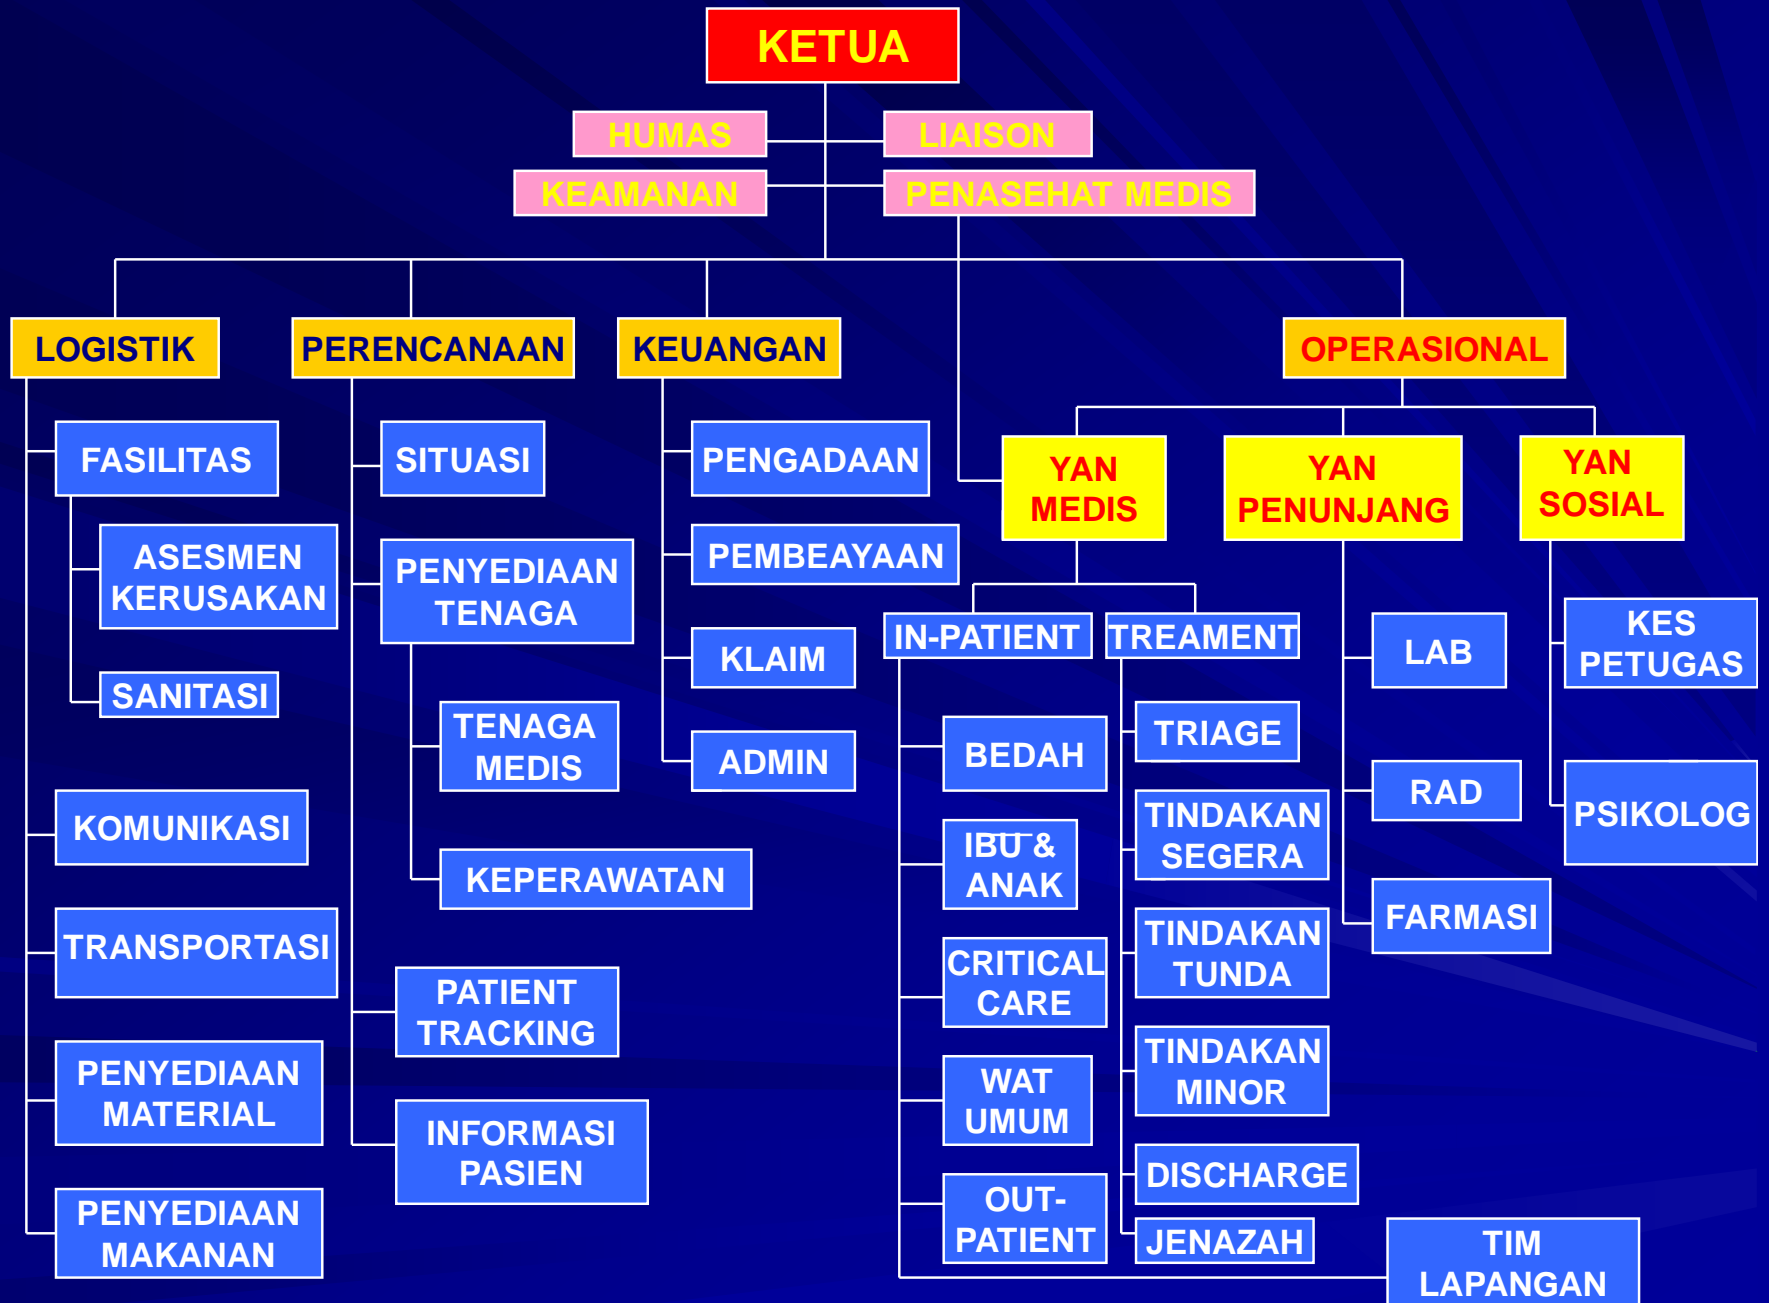 KETUA
HUMAS
LIAISON
KEAMANAN
PENASEHAT MEDIS
LOGISTIK
PERENCANAAN
KEUANGAN
OPERASIONAL
FASILITAS
ASESMEN
KERUSAKAN
SANITASI
KOMUNIKASI
TRANSPORTASI
PENYEDIAAN
MATERIAL
PENYEDIAAN
MAKANAN
SITUASI
PENYEDIAAN
TENAGA
TENAGA
MEDIS
KEPERAWATAN
PATIENT
TRACKING
INFORMASI
PASIEN
PENGADAAN
PEMBEAYAAN
KLAIM
ADMIN
YAN
MEDIS
YAN
PENUNJANG
YAN
SOSIAL
IN-PATIENT
TREAMENT
BEDAH
IBU &
ANAK
CRITICAL
CARE
WAT
UMUM
OUT-
PATIENT
TRIAGE
TINDAKAN
SEGERA
TINDAKAN
TUNDA
TINDAKAN
MINOR
DISCHARGE
JENAZAH
TIM
LAPANGAN
LAB
RAD
FARMASI
KES
PETUGAS
PSIKOLOG